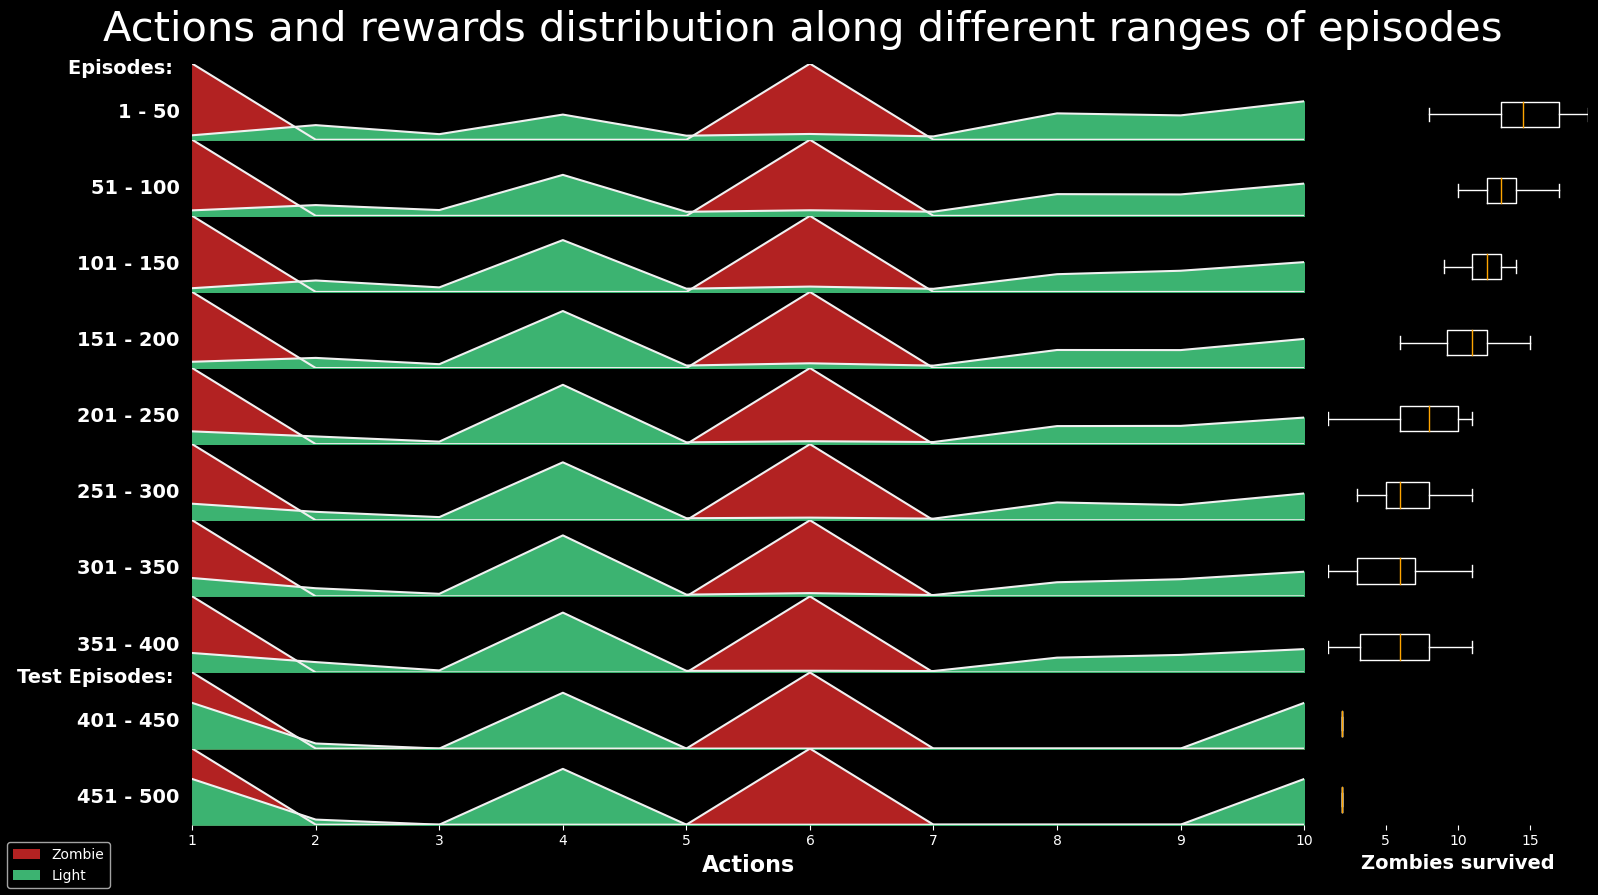 Actions and rewards distribution along different ranges of episodes
Episodes:
1 - 50
51 - 100
101 - 150
151 - 200
201 - 250
251 - 300
301 - 350
351 - 400
Test Episodes:
401 - 450
451 - 500
1 2 3 4 5 6 7 8 9 10
5 10 15
Actions
Zombies survived
Zombie
Light